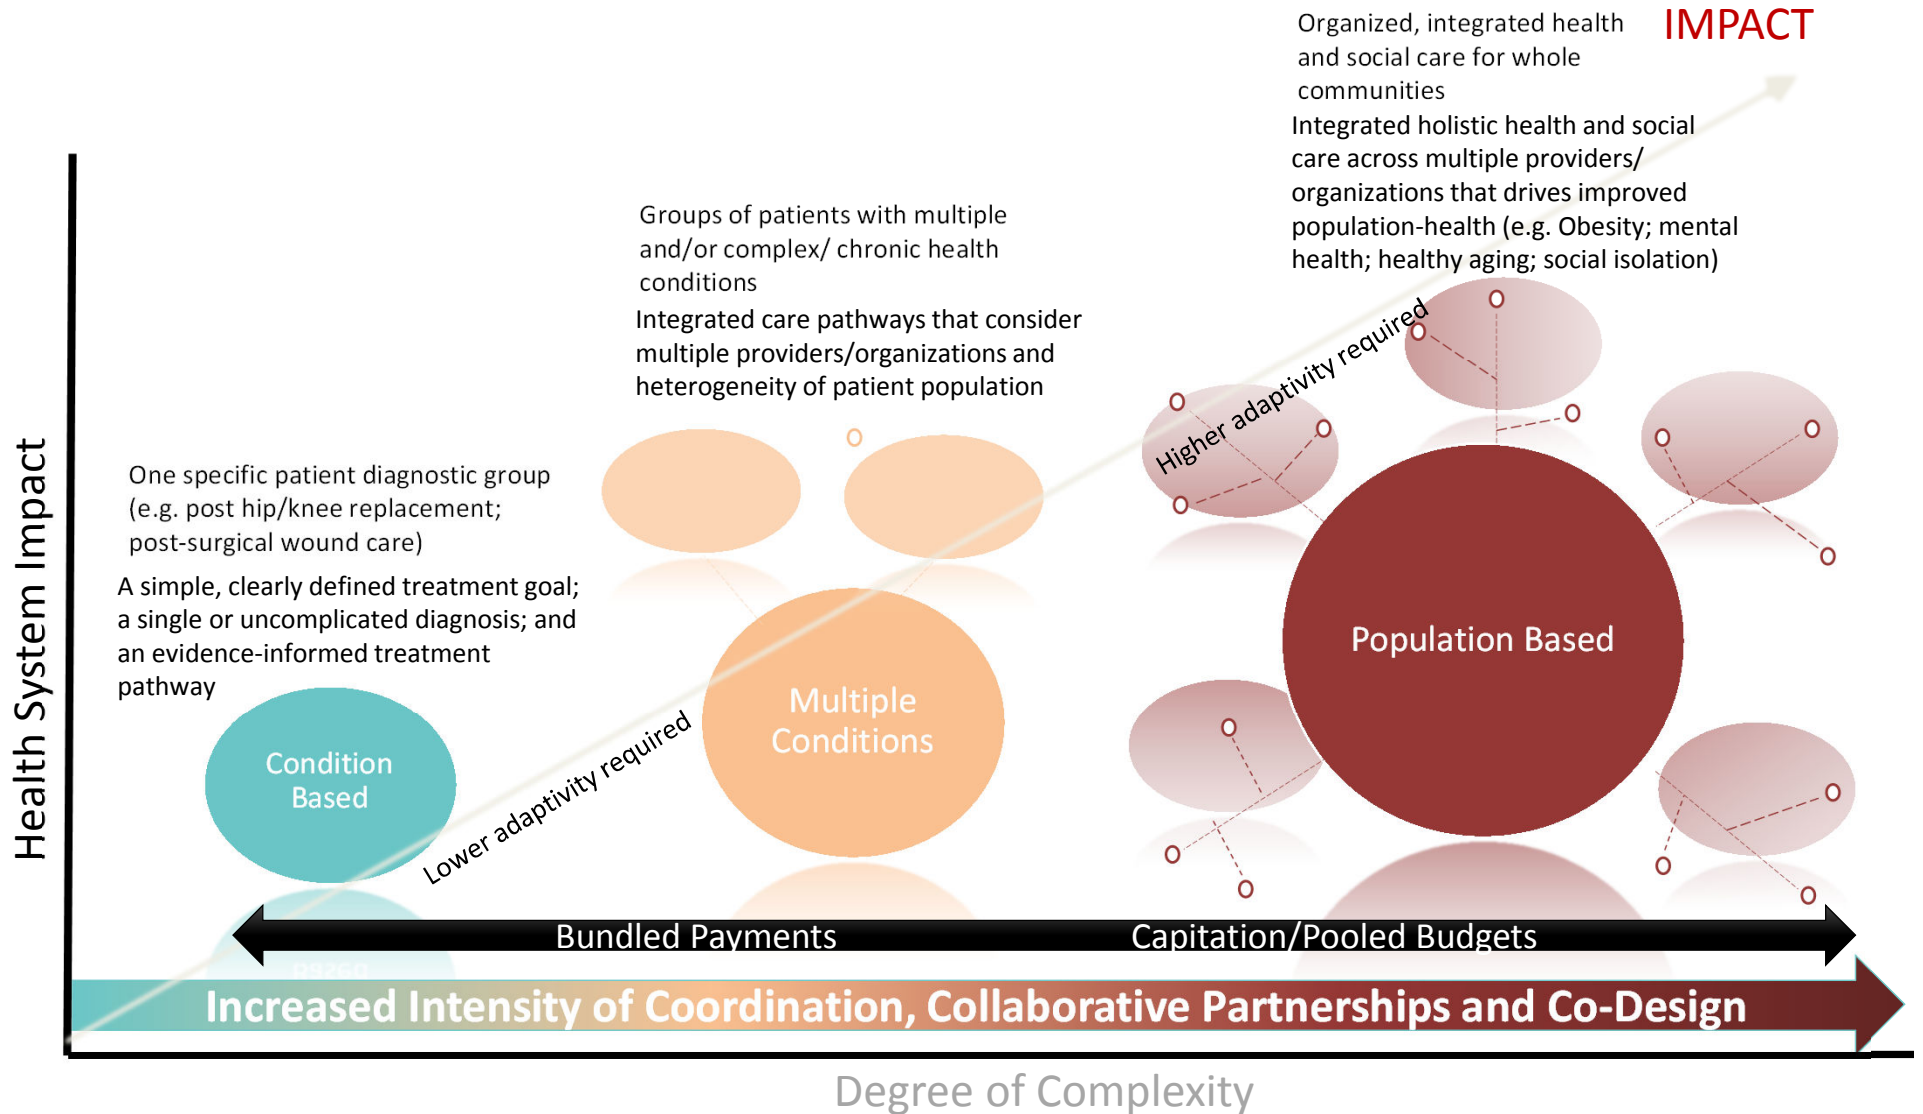 IMPACT
Organized, integrated health
and social care for whole
communities
Integrated holistic health and social
care across multiple providers/
organizations that drives improved
population-health (e.g. Obesity; mental
health; healthy aging; social isolation)
Groups of patients with multiple
and/or complex/ chronic health
conditions
Integrated care pathways that consider
multiple providers/organizations and
heterogeneity of patient population
One specific patient diagnostic group
(e.g. post hip/knee replacement;
post-surgical wound care)
A simple, clearly defined treatment goal;
a single or uncomplicated diagnosis; and
an evidence-informed treatment
pathway
Health System Impact
Higher adaptivity required
Lower adaptivity required
Condition
Based
Multiple
Conditions
Population Based
Bundled Payments
Capitation/Pooled Budgets
Increased Intensity of Coordination, Collaborative Partnerships and Co-Design
Degree of Complexity